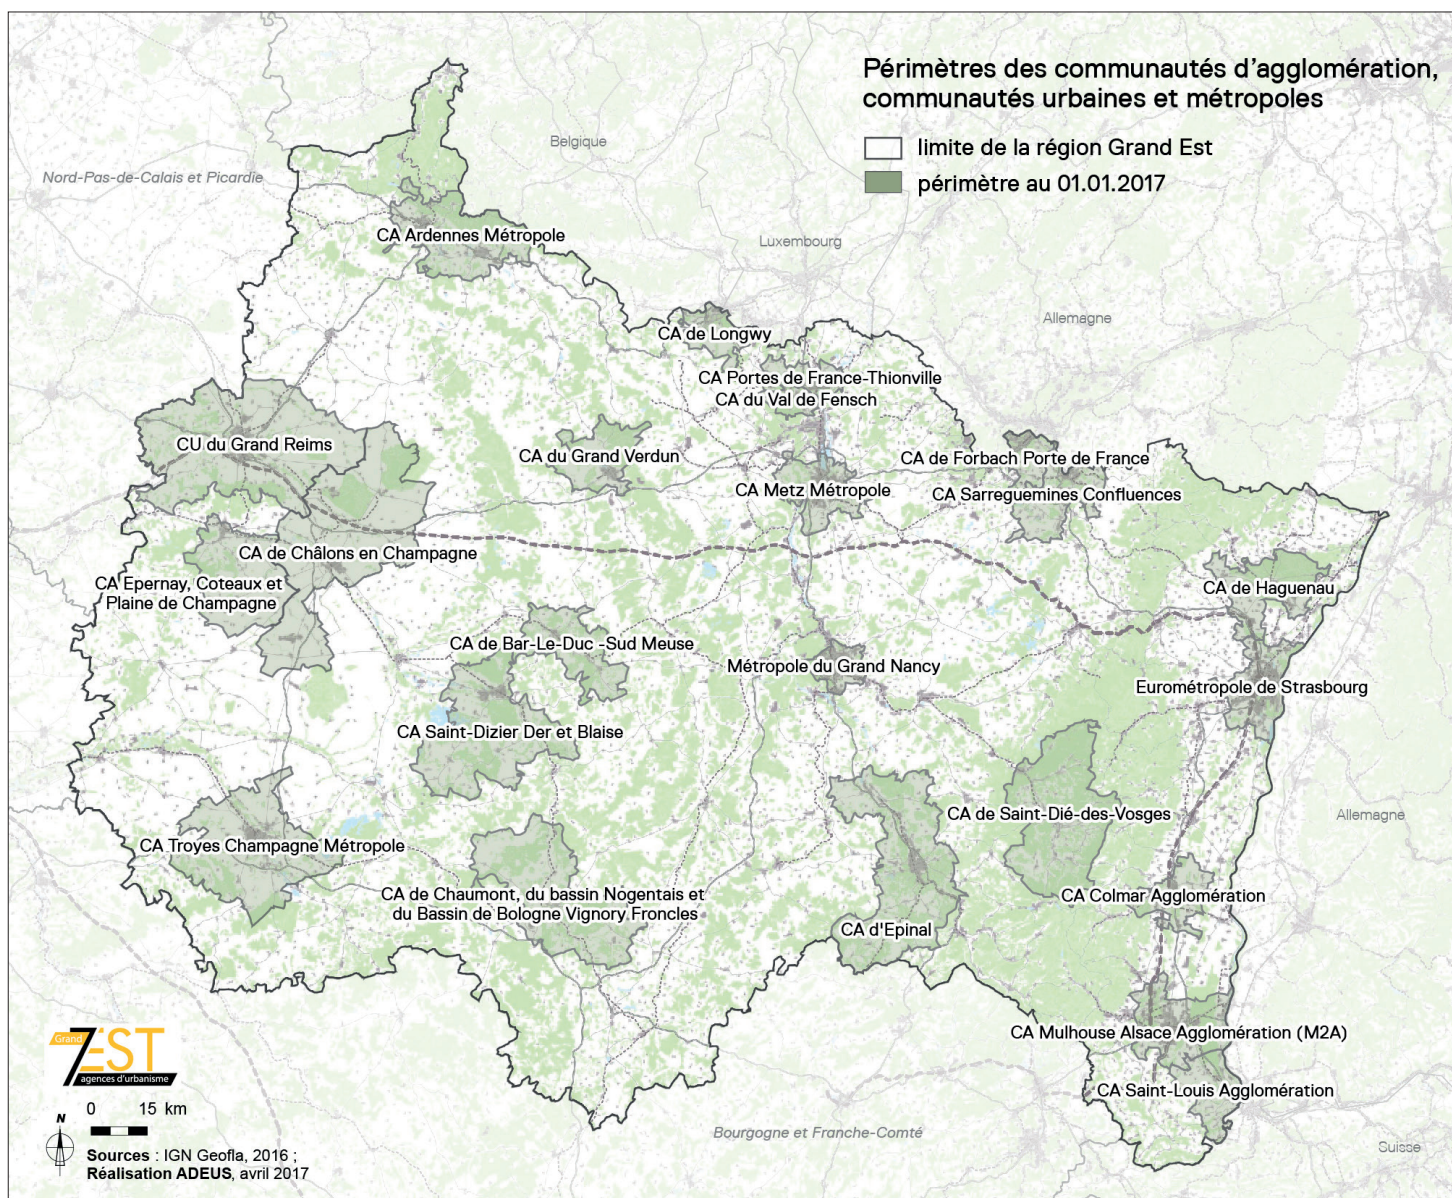 Périmètres des communautés d'agglomération,
communautés urbaines et métropoles
limite de la région Grand Est
périmètre au 01.01.2017
Belgique
Nord-Pas-de-Calais et Picardie
CA Ardennes Métropole
Luxembourg
Allemagne
CA de Longwy
CA Portes de France-Thionville
CA du Val de Fensch
CU du Grand Reims
CA du Grand Verdun
CA de Forbach Porte de France
CA Metz Métropole
CA Sarreguemines Confluences
CA de Châlons en Champagne
CA Epernay, Coteaux et
Plaine de Champagne
CA de Haguenau
CA de Bar-Le-Duc -Sud Meuse
Métropole du Grand Nancy
Eurométropole de Strasbourg
CA Saint-Dizier Der et Blaise
CA de Saint-Dié-des-Vosges
Allemagne
CA Troyes Champagne Métropole
CA de Chaumont, du bassin Nogentais et
du Bassin de Bologne Vignory Froncles
CA Colmar Agglomération
CA d'Epinal
CA Mulhouse Alsace Agglomération (M2A)
CA Saint-Louis Agglomération
Bourgogne et Franche-Comté
Suisse
Grand
7EST
agences d'urbanisme
0 15 km
N
Sources : IGN Geofla, 2016 ;
Réalisation ADEUS, avril 2017